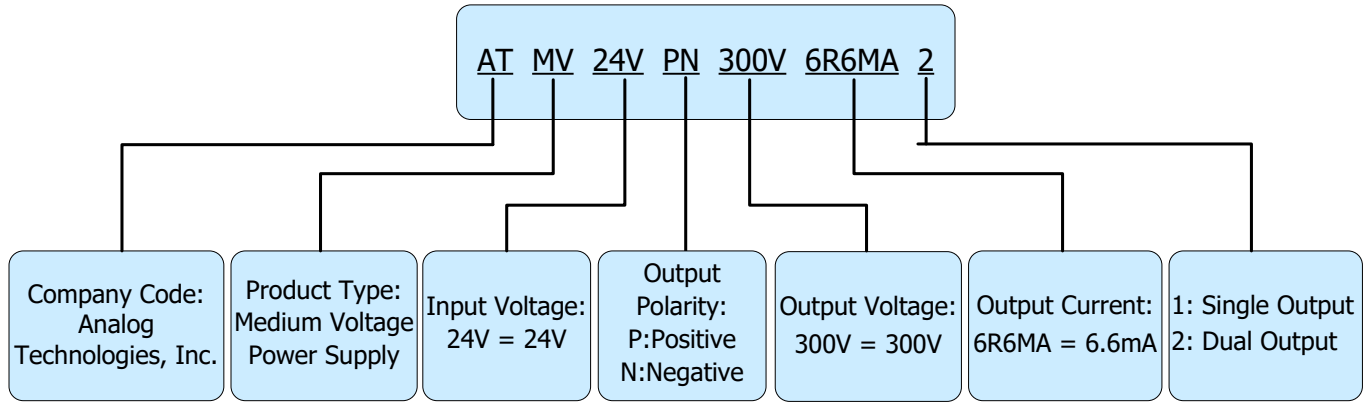 AT MV 24V PN 300V 6R6MA 2
Company Code:
Analog
Technologies, Inc.
Product Type:
Medium Voltage
Power Supply
Input Voltage:
24V = 24V
Output
Polarity:
P:Positive
N:Negative
Output Voltage:
300V = 300V
Output Current:
6R6MA = 6.6mA
1: Single Output
2: Dual Output